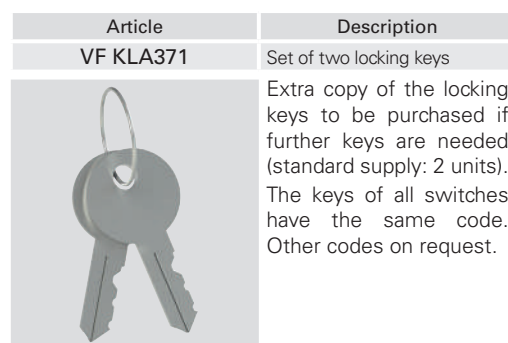 Article Description
VF KLA371 Set of two locking keys
Extra copy of the locking
keys to be purchased if
further keys are needed
(standard supply: 2 units).
The keys of all switches
have the same code.
Other codes on request.